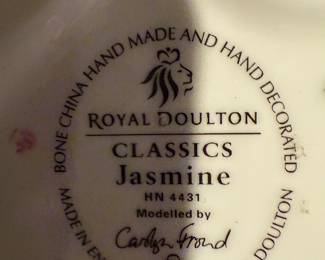 BONE CHINA HAND MADE AND HAND DECORATED
ROYAL DOULTON
CLASSICS
Jasmine
HN 4431
Modelled by
Carolyn Frond
MADE IN EN
DOULTON
©